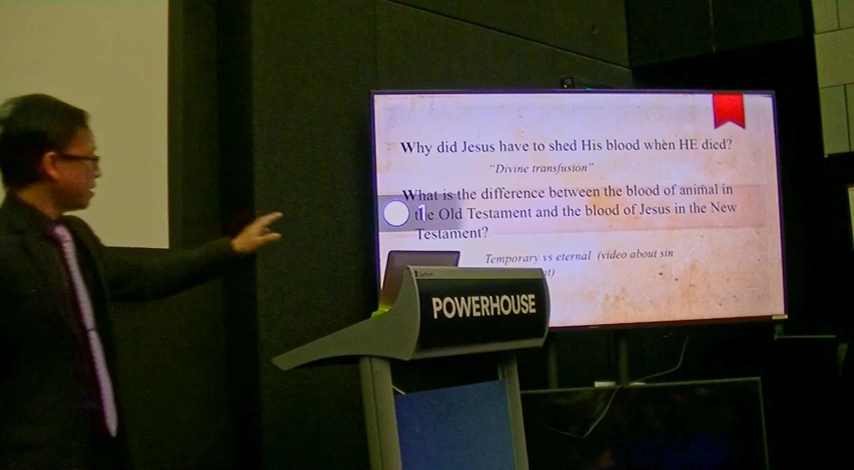 Why did Jesus have to shed His blood when HE died?
"Divine transfusion"
What is the difference between the blood of animal in
the Old Testament and the blood of Jesus in the New
Testament?
Temporary vs eternal (video about sin
1
POWERHOUSE